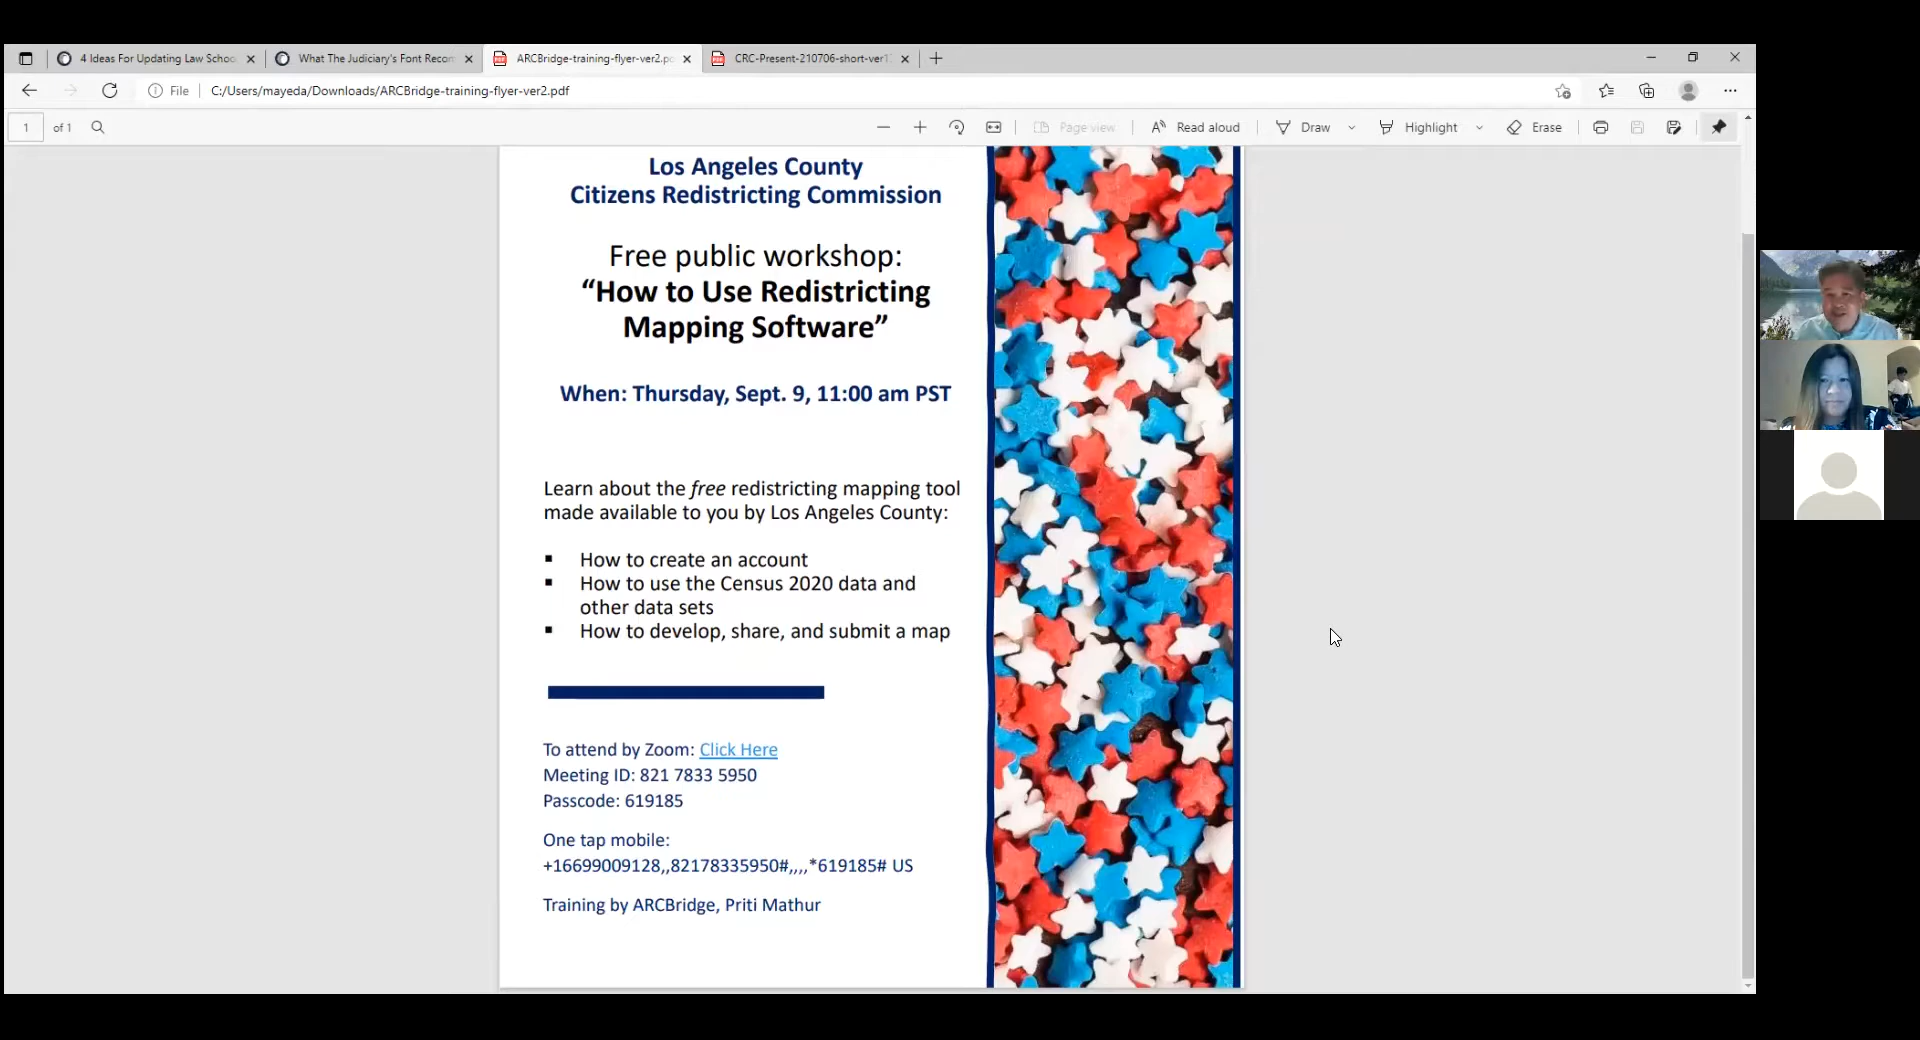 4 Ideas For Updating Law Schoo
What The Judiciary's Font Recom
ARCBridge-training-flyer-ver2.pd
CRC-Present-210706-short-ver1
File
C:/Users/mayeda/Downloads/ARCBridge-training-flyer-ver2.pdf
1 of 1
Page view
Read aloud
Draw
Highlight
Erase
Los Angeles County
Citizens Redistricting Commission
Free public workshop:
“How to Use Redistricting
Mapping Software”
When: Thursday, Sept. 9, 11:00 am PST
Learn about the free redistricting mapping tool
made available to you by Los Angeles County:
▪ How to create an account
▪ How to use the Census 2020 data and
other data sets
▪ How to develop, share, and submit a map
To attend by Zoom: Click Here
Meeting ID: 821 7833 5950
Passcode: 619185
One tap mobile:
+16699009128,,82178335950#,,,,*619185# US
Training by ARCBridge, Priti Mathur